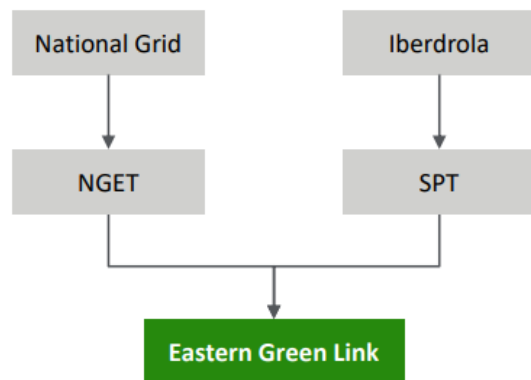 National Grid
Iberdrola
NGET
SPT
Eastern Green Link